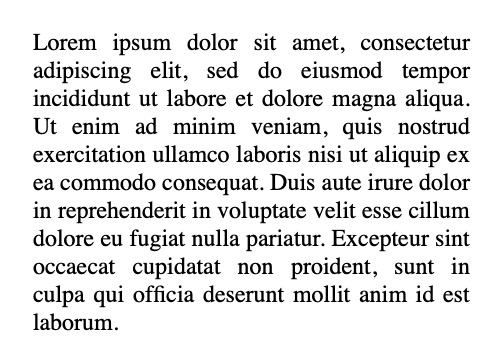 Lorem ipsum dolor sit amet, consectetur
adipiscing elit, sed do eiusmod tempor
incididunt ut labore et dolore magna aliqua.
Ut enim ad minim veniam, quis nostrud
exercitation ullamco laboris nisi ut aliquip ex
ea commodo consequat. Duis aute irure dolor
in reprehenderit in voluptate velit esse cillum
dolore eu fugiat nulla pariatur. Excepteur sint
occaecat cupidatat non proident, sunt in
culpa qui officia deserunt mollit anim id est
laborum.